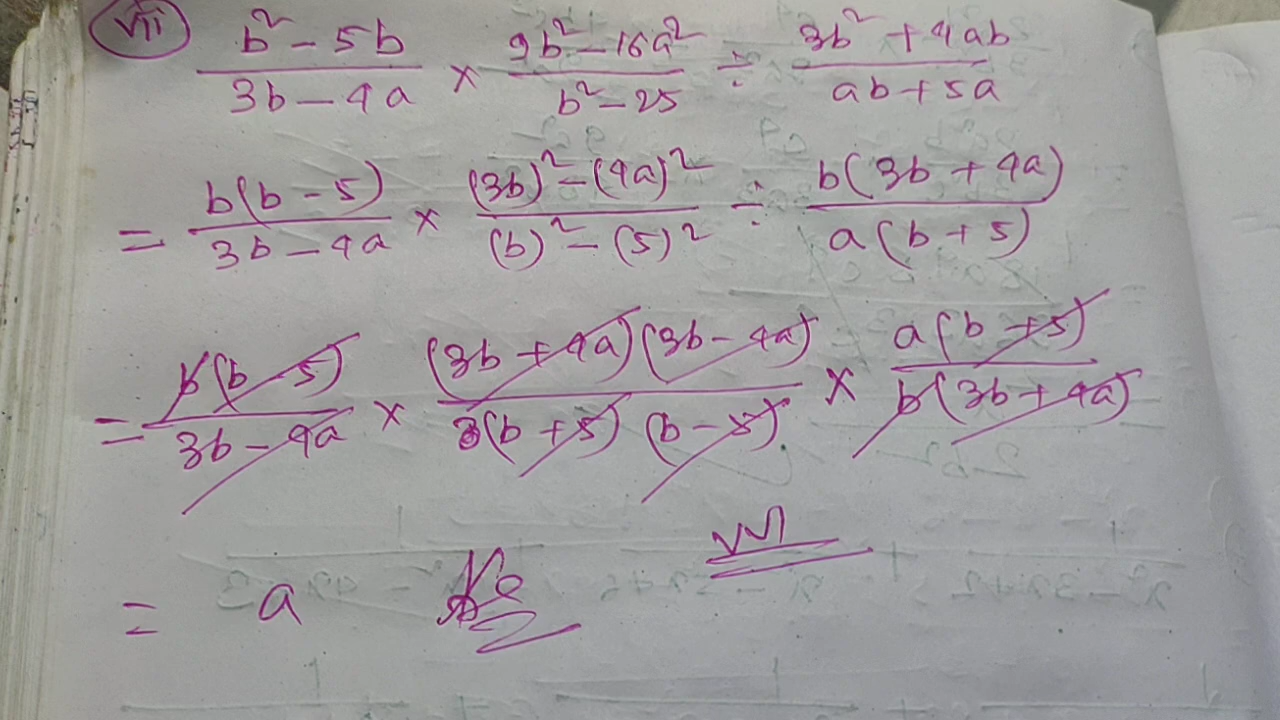 (vii) (b² - 5b)/(3b - 4a) × (9b² - 16a²)/(b² - 25) ÷ (3b² + 4ab)/(ab + 5a)
= b(b - 5)/(3b - 4a) × ((3b)² - (4a)²)/((b)² - (5)²) ÷ b(3b + 4a)/a(b + 5)
= b(b - 5)/(3b - 4a) × (3b + 4a)(3b - 4a)/(b + 5)(b - 5) × a(b + 5)/b(3b + 4a)
= a